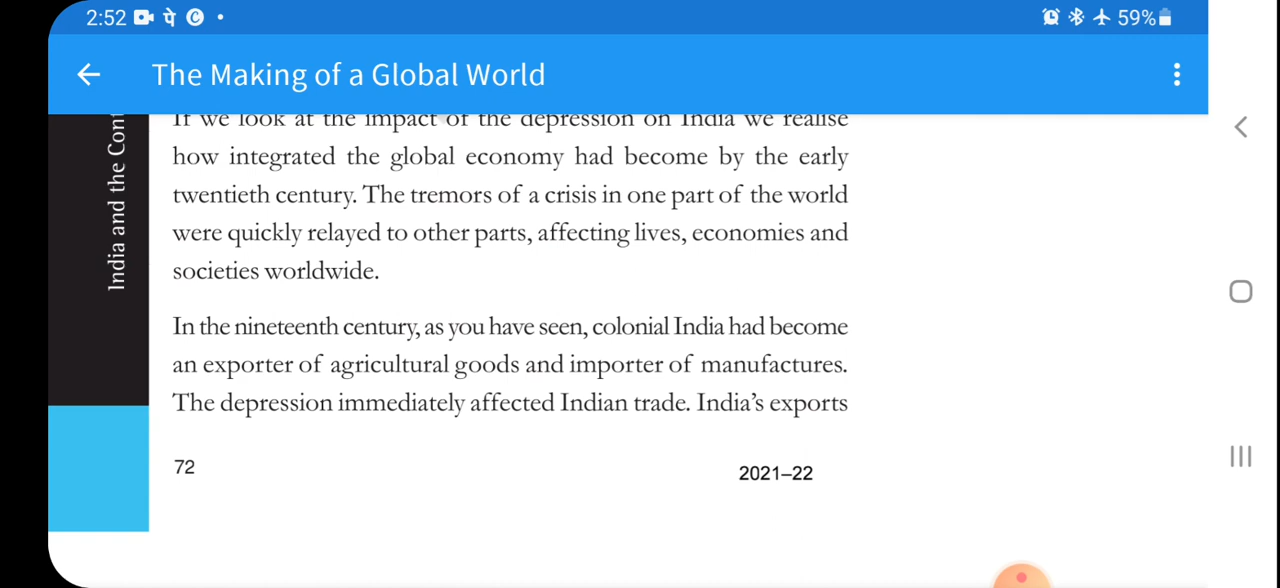 2:52 पे C
59%
The Making of a Global World
If we look at the impact of the depression on India we realise
how integrated the global economy had become by the early
twentieth century. The tremors of a crisis in one part of the world
were quickly relayed to other parts, affecting lives, economies and
societies worldwide.
In the nineteenth century, as you have seen, colonial India had become
an exporter of agricultural goods and importer of manufactures.
The depression immediately affected Indian trade. India’s exports
72
2021–22
India and the Con